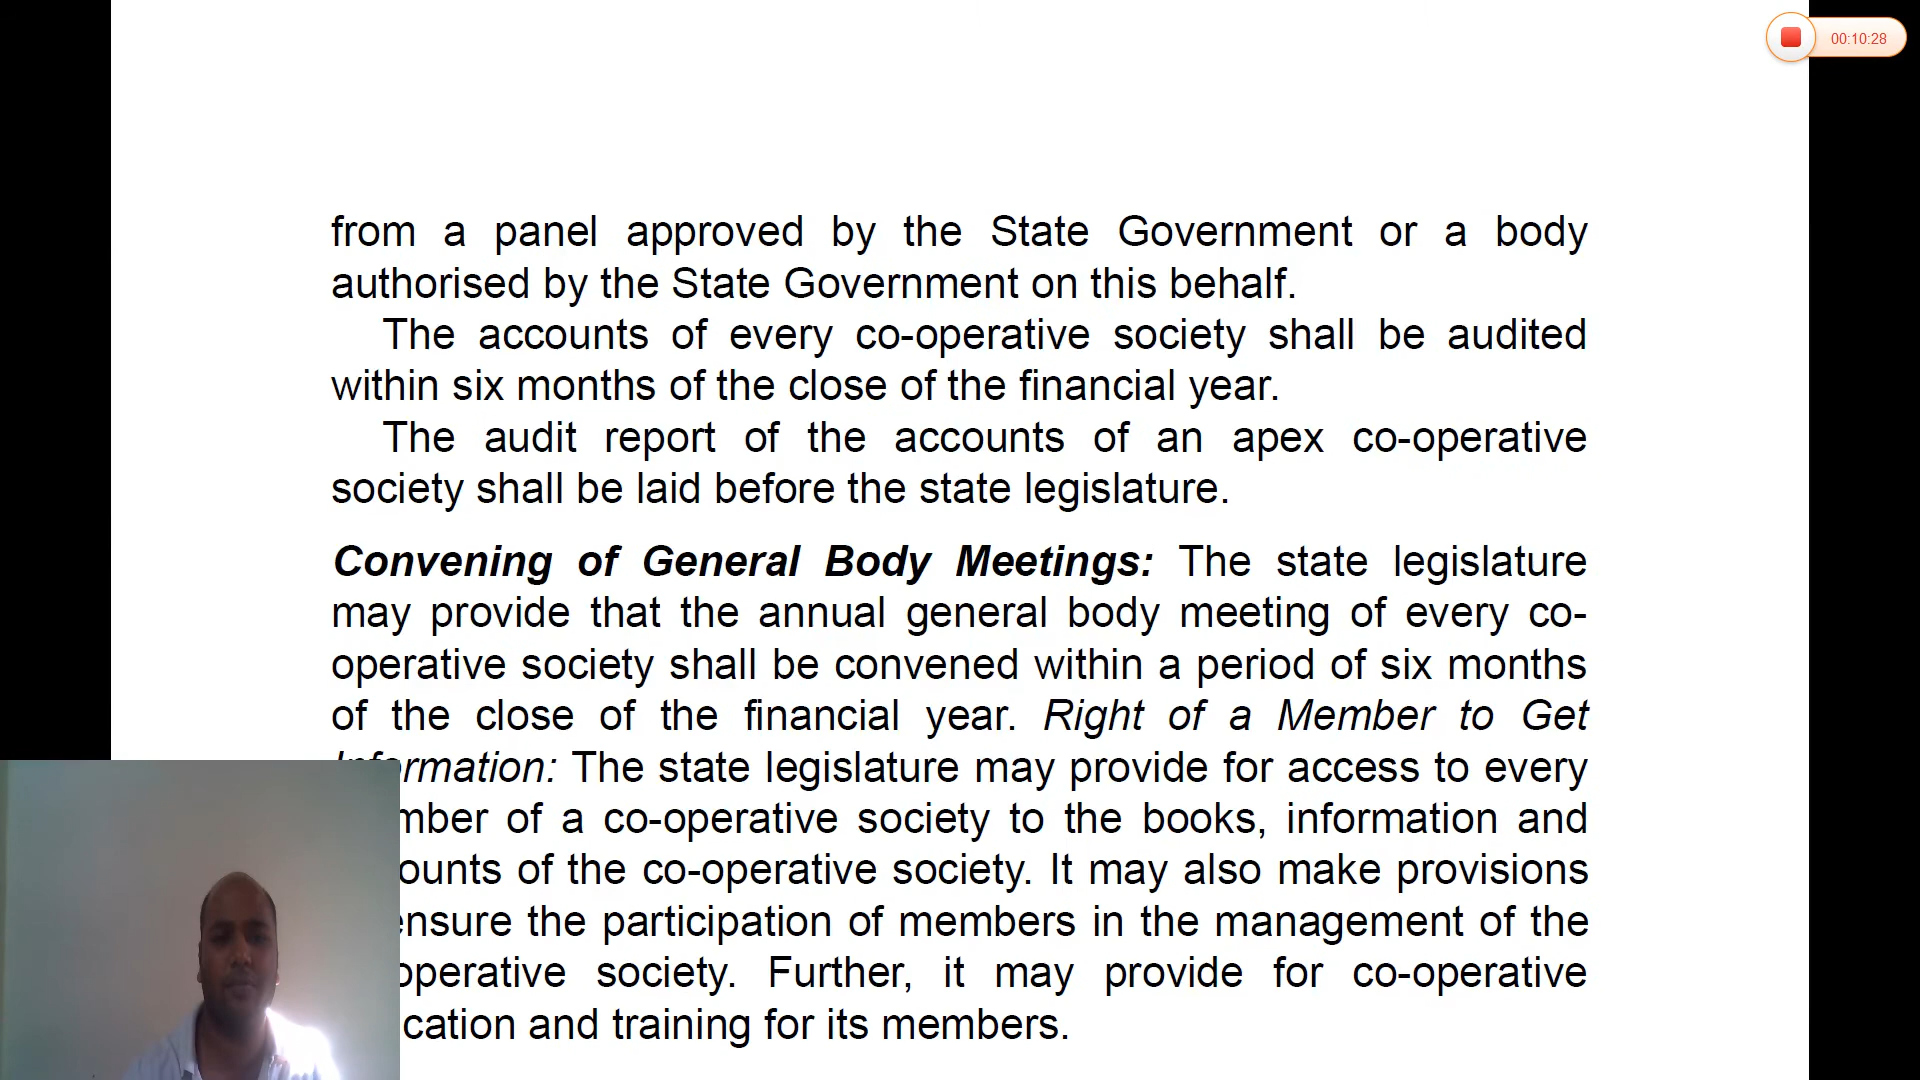 00:10:28
from a panel approved by the State Government or a body
authorised by the State Government on this behalf.
The accounts of every co-operative society shall be audited
within six months of the close of the financial year.
The audit report of the accounts of an apex co-operative
society shall be laid before the state legislature.
Convening of General Body Meetings: The state legislature
may provide that the annual general body meeting of every co-
operative society shall be convened within a period of six months
of the close of the financial year. Right of a Member to Get
Information: The state legislature may provide for access to every
mber of a co-operative society to the books, information and
ounts of the co-operative society. It may also make provisions
ensure the participation of members in the management of the
operative society. Further, it may provide for co-operative
cation and training for its members.